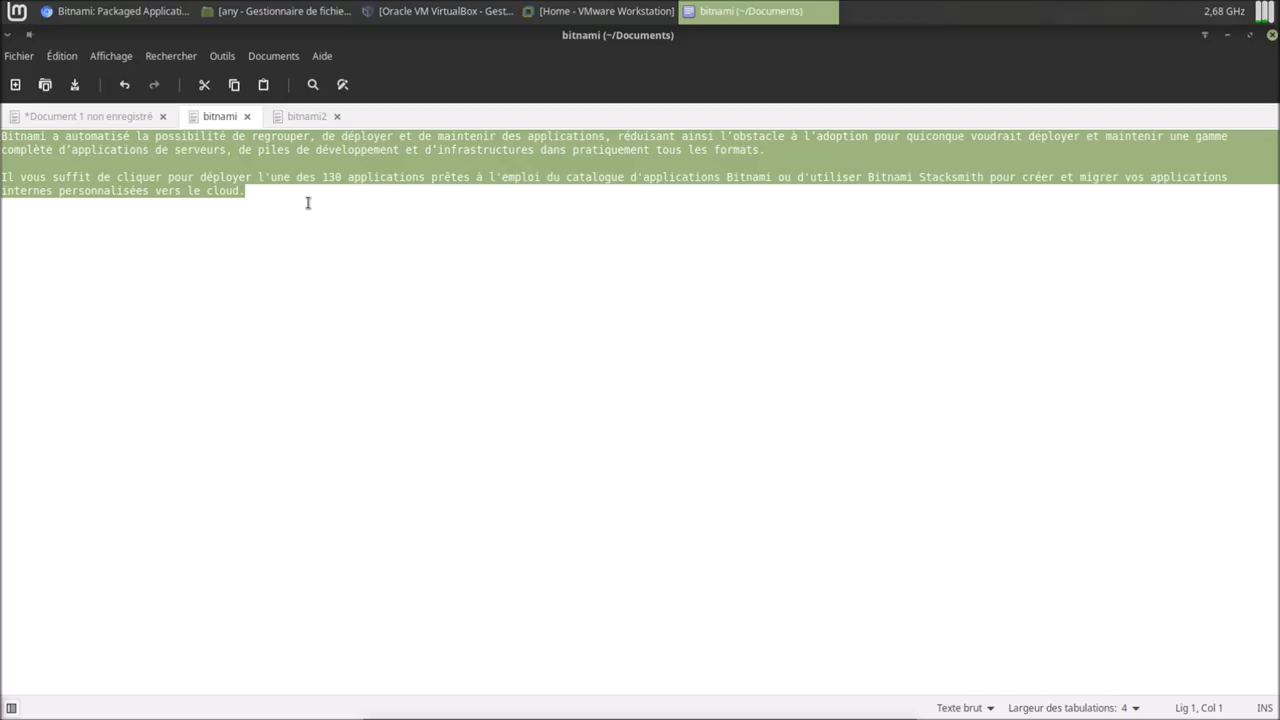 Bitnami: Packaged Applicati... [any - Gestionnaire de fichie... [Oracle VM VirtualBox - Gest... [Home - VMware Workstation] bitnami (~/Documents) 2,68 GHz
bitnami (~/Documents)
Fichier Édition Affichage Rechercher Outils Documents Aide
*Document 1 non enregistré bitnami bitnami2
Bitnami a automatisé la possibilité de regrouper, de déployer et de maintenir des applications, réduisant ainsi l’obstacle à l’adoption pour quiconque voudrait déployer et maintenir une gamme
complète d’applications de serveurs, de piles de développement et d’infrastructures dans pratiquement tous les formats.
Il vous suffit de cliquer pour déployer l'une des 130 applications prêtes à l'emploi du catalogue d'applications Bitnami ou d'utiliser Bitnami Stacksmith pour créer et migrer vos applications
internes personnalisées vers le cloud.
Texte brut Largeur des tabulations: 4 Lig 1, Col 1 INS